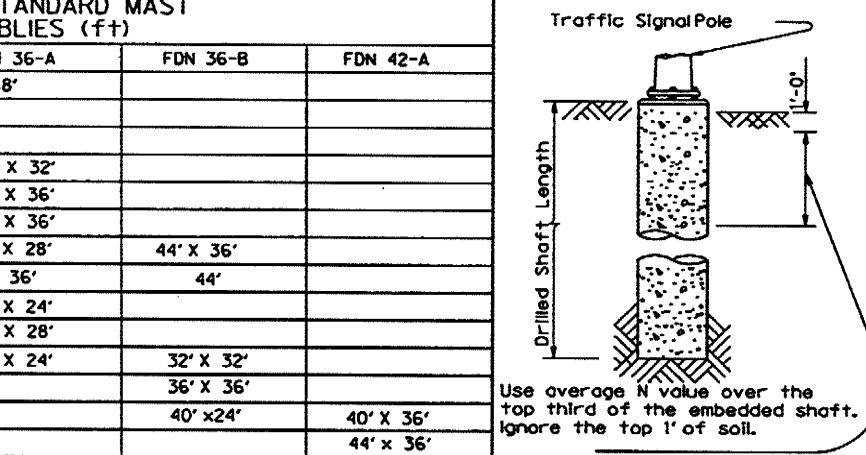 STANDARD MAST
BLIES (ft)
36-A FDN 36-B FDN 42-A
8'
X 32'
X 36'
X 36'
X 28' 44' X 36'
36' 44'
X 24'
X 28'
X 24' 32' X 32'
36' X 36'
40' x24' 40' X 36'
44' x 36'
Traffic Signal Pole
1'-0"
Drilled Shaft Length
Use average N value over the
top third of the embedded shaft.
Ignore the top 1' of soil.